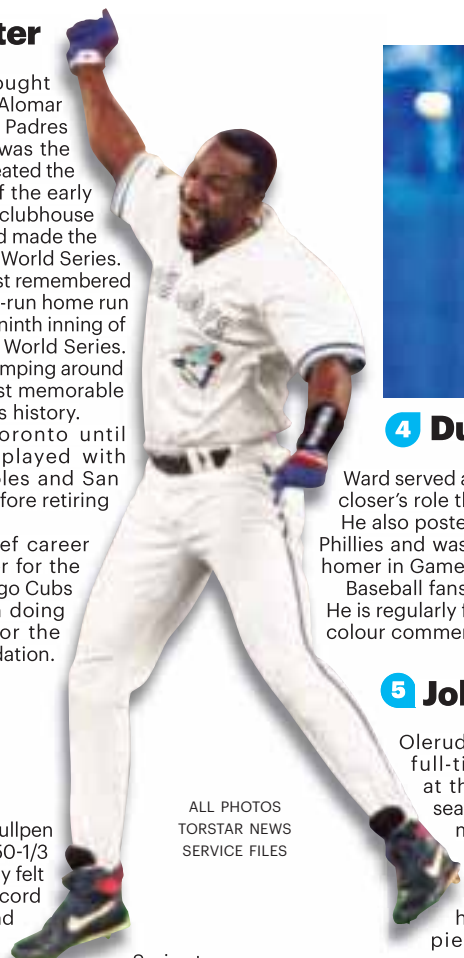 ter
ought
Alomar
Padres
was the
eated the
f the early
clubhouse
d made the
World Series.
st remembered
-run home run
ninth inning of
World Series.
mping around
st memorable
s history.
oronto until
played with
oles and San
fore retiring
ef career
r for the
go Cubs
doing
or the
dation.
ullpen
50-1/3
y felt
cord
nd
ALL PHOTOS
TORSTAR NEWS
SERVICE FILES
4 Du
Ward served a
closer's role th
He also poste
Phillies and was
homer in Game
Baseball fans
He is regularly f
colour commen
5 Jol
Olerud
full-ti
at th
sea
h
pie